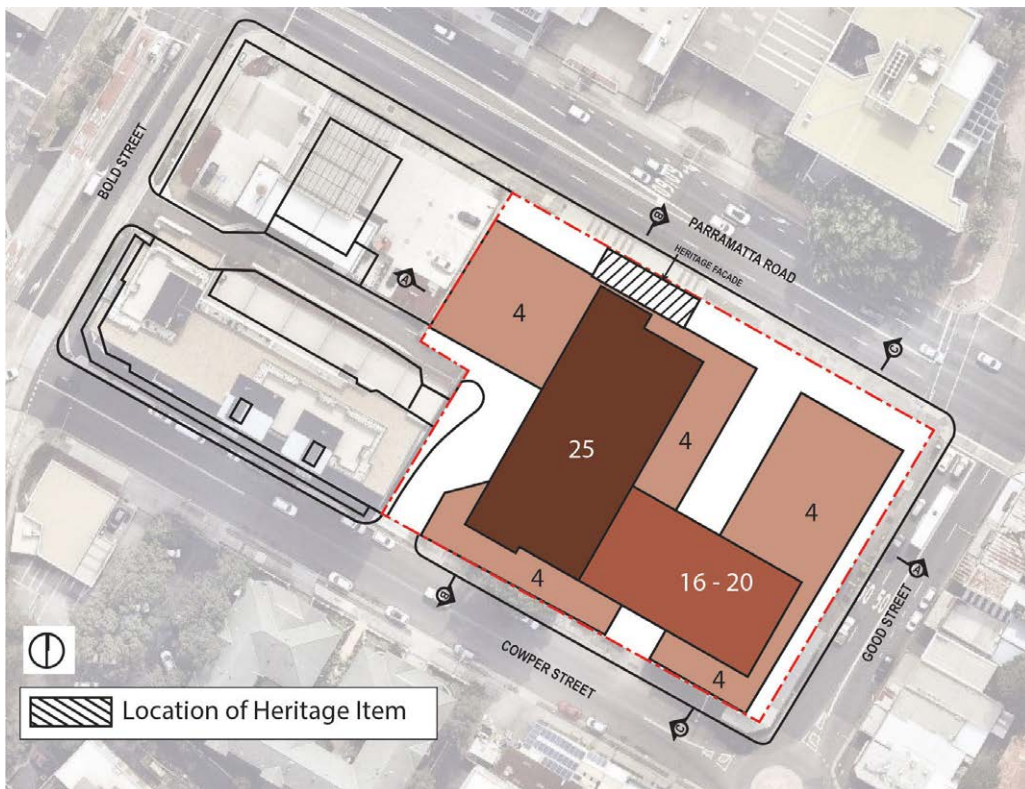 BOLD STREET
PARRAMATTA ROAD
HERITAGE FACADE
B
A
C
4
25
4
4
16 - 20
4
4
A
B
C
COWPER STREET
GOOD STREET
Location of Heritage Item